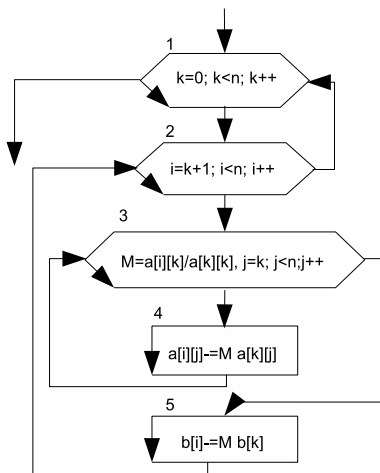 1
k=0; k<n; k++
2
i=k+1; i<n; i++
3
M=a[i][k]/a[k][k], j=k; j<n;j++
4
a[i][j]-=M a[k][j]
5
b[i]-=M b[k]